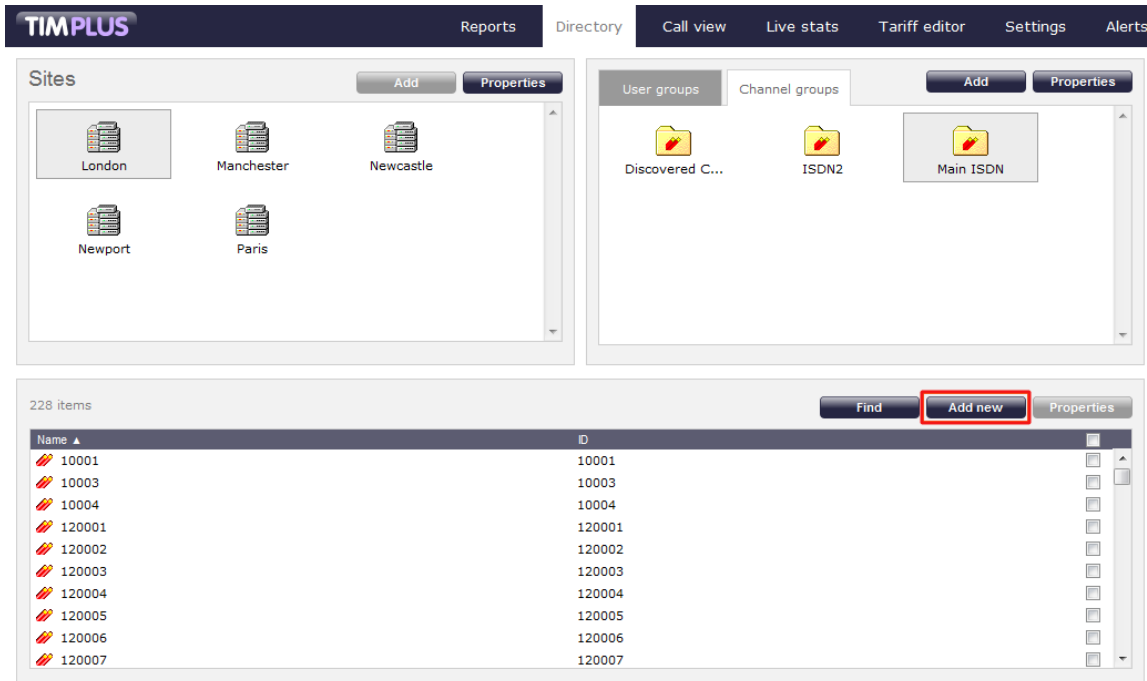 TIMPLUS Reports Directory Call view Live stats Tariff editor Settings Alerts
Sites Add Properties
London Manchester Newcastle
Newport Paris
User groups Channel groups Add Properties
Discovered C... ISDN2 Main ISDN
228 items Find Add new Properties
Name ▲ ID
10001 10001
10003 10003
10004 10004
120001 120001
120002 120002
120003 120003
120004 120004
120005 120005
120006 120006
120007 120007